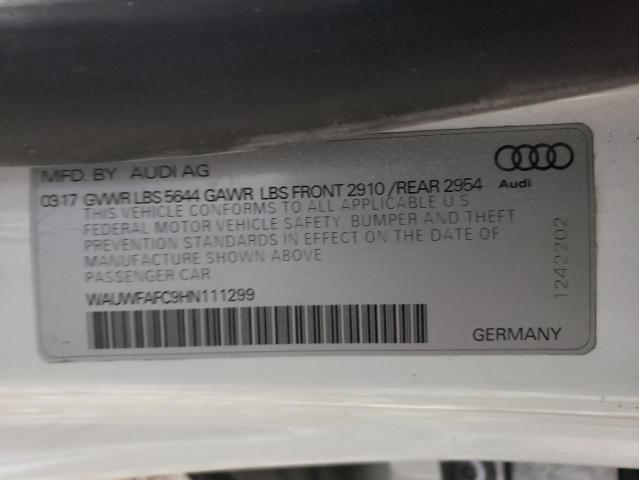 MFD. BY AUDI AG
03 17 GVWR LBS 5644 GAWR LBS FRONT 2910 /REAR 2954
Audi
THIS VEHICLE CONFORMS TO ALL APPLICABLE U S
FEDERAL MOTOR VEHICLE SAFETY, BUMPER AND THEFT
PREVENTION STANDARDS IN EFFECT ON THE DATE OF
MANUFACTURE SHOWN ABOVE
PASSENGER CAR
WAUWFAFC9HN111299
GERMANY
1242202